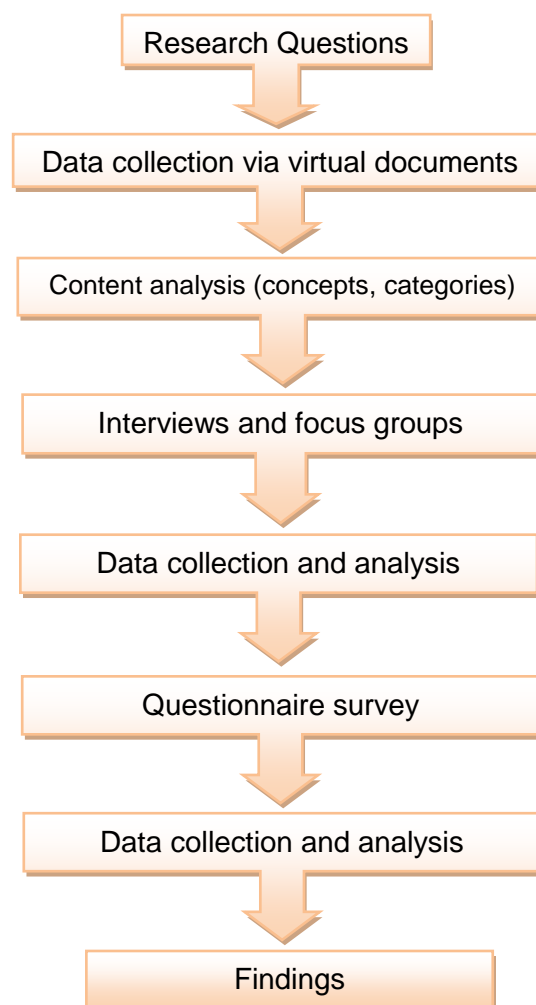 Research Questions
Data collection via virtual documents
Content analysis (concepts, categories)
Interviews and focus groups
Data collection and analysis
Questionnaire survey
Data collection and analysis
Findings